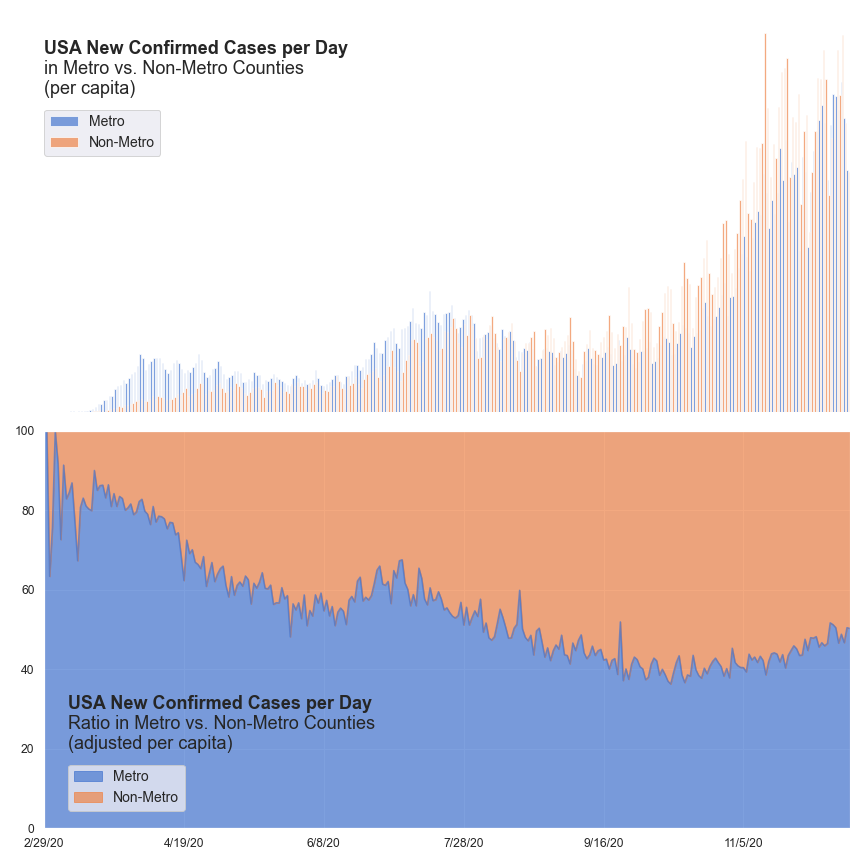 USA New Confirmed Cases per Day
in Metro vs. Non-Metro Counties
(per capita)
Metro
Non-Metro
100
80
60
40
20
0
USA New Confirmed Cases per Day
Ratio in Metro vs. Non-Metro Counties
(adjusted per capita)
Metro
Non-Metro
2/29/20 4/19/20 6/8/20 7/28/20 9/16/20 11/5/20